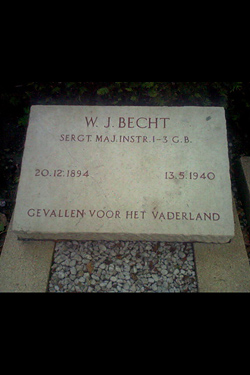 W. J. BECHT
SERGT. MAJ. INSTR. 1-3 G.B.
20.12.1894 13.5.1940
GEVALLEN VOOR HET VADERLAND